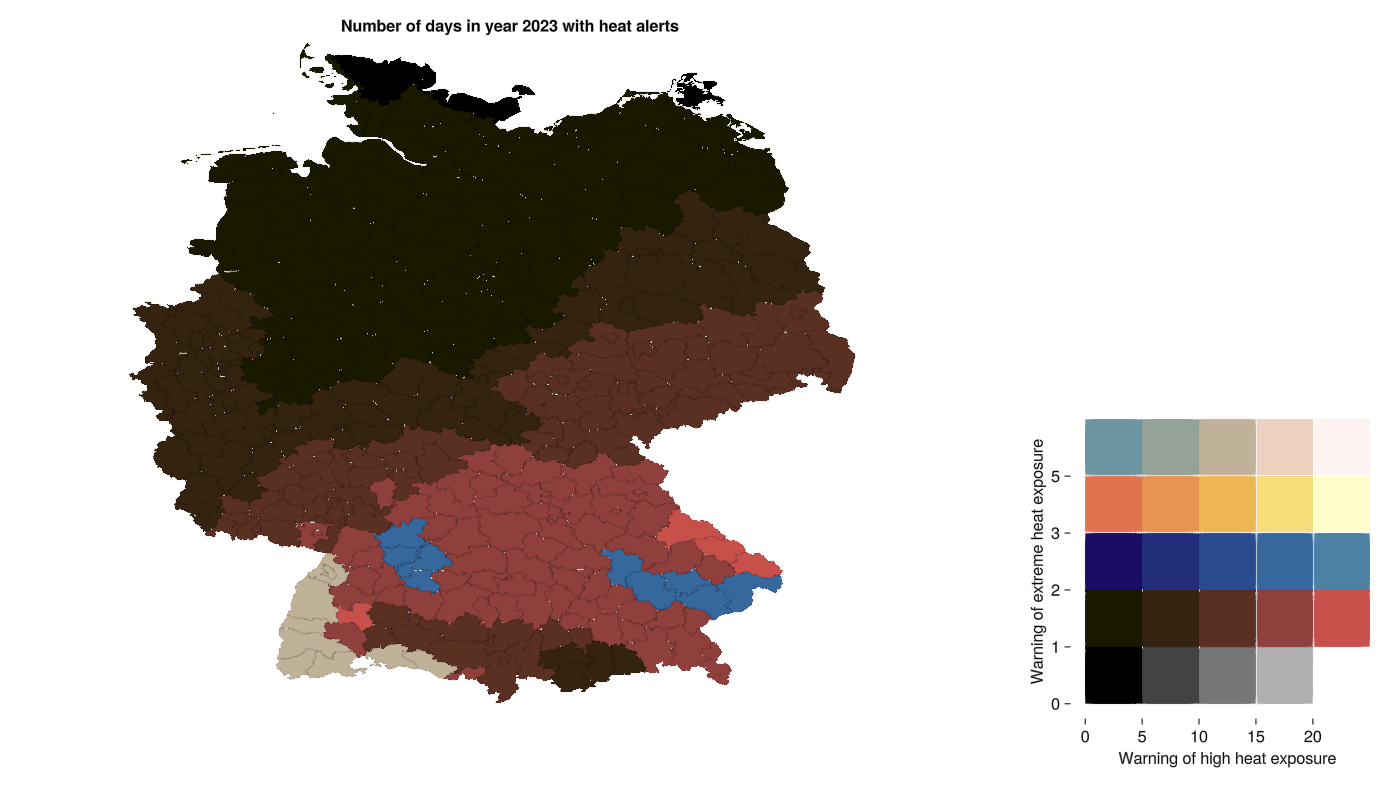 Number of days in year 2023 with heat alerts
Warning of extreme heat exposure
5
3
2
1
0
0 5 10 15 20
Warning of high heat exposure